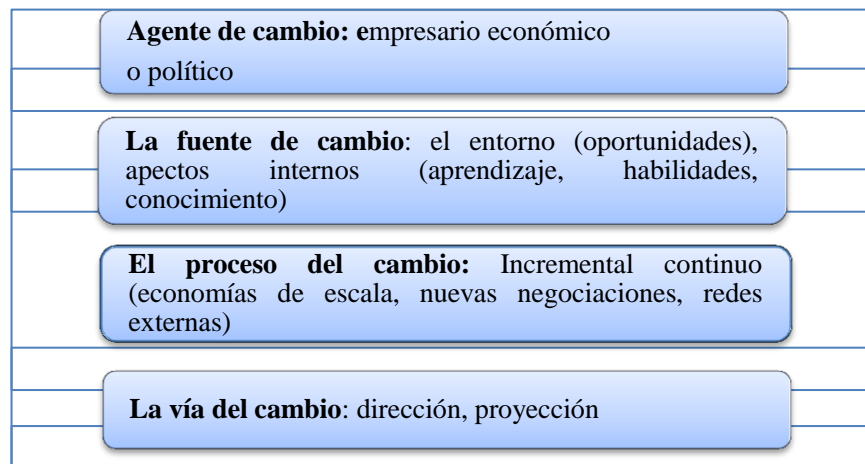 Agente de cambio: empresario económico
o político
La fuente de cambio: el entorno (oportunidades),
apectos internos (aprendizaje, habilidades,
conocimiento)
El proceso del cambio: Incremental continuo
(economías de escala, nuevas negociaciones, redes
externas)
La vía del cambio: dirección, proyección